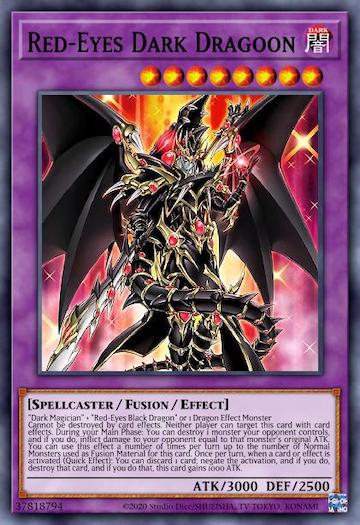 RED-EYES DARK DRAGOON
DARK
闇
[SPELLCASTER / FUSION / EFFECT]
"Dark Magician" + "Red-Eyes Black Dragon" or 1 Dragon Effect Monster
Cannot be destroyed by card effects. Neither player can target this card with card
effects. During your Main Phase: You can destroy 1 monster your opponent controls,
and if you do, inflict damage to your opponent equal to that monster's original ATK.
You can use this effect a number of times per turn up to the number of Normal
Monsters used as Fusion Material for this card. Once per turn, when a card or effect is
activated (Quick Effect): You can discard 1 card; negate the activation, and if you do,
destroy that card, and if you do that, this card gains 1000 ATK.
ATK/3000 DEF/2500
37818794
©2020 Studio Dice/SHUEISHA, TV TOKYO, KONAMI